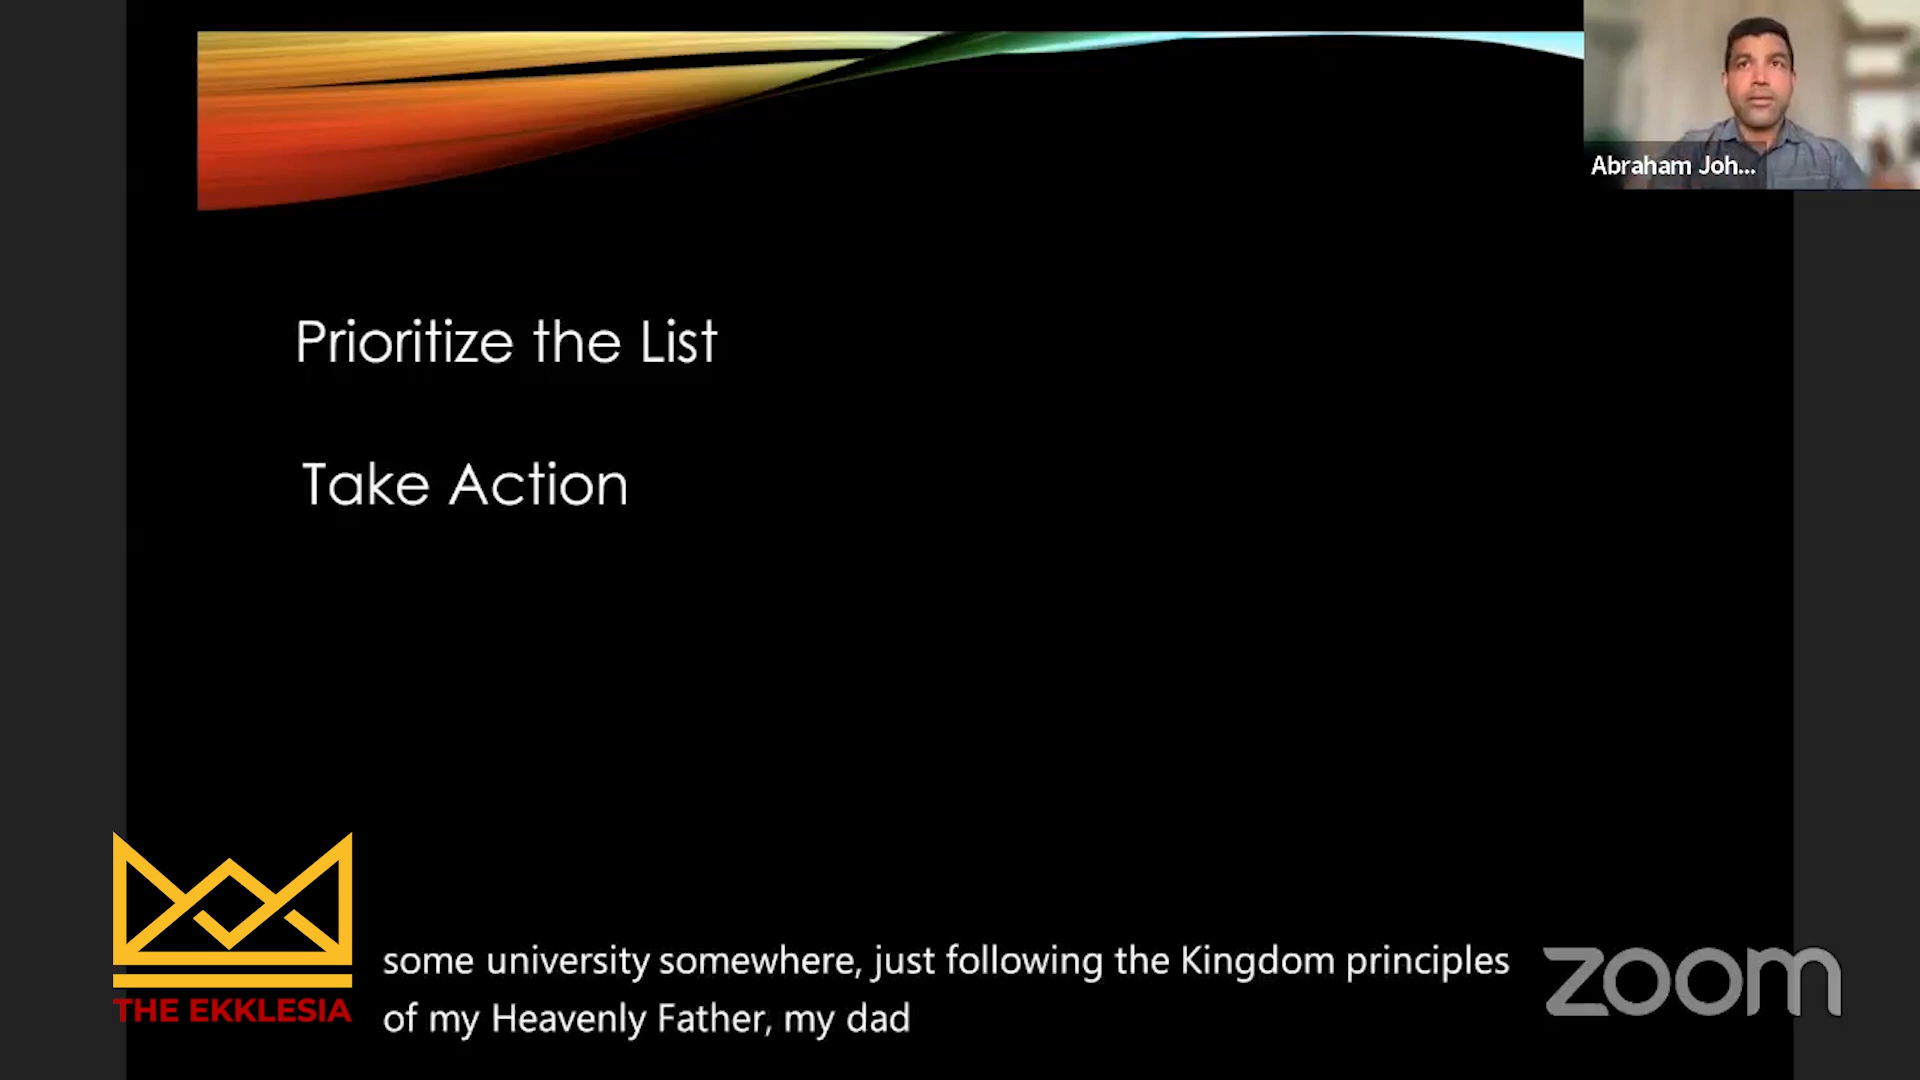 Abraham Joh...
Prioritize the List
Take Action
THE EKKLESIA
some university somewhere, just following the Kingdom principles
of my Heavenly Father, my dad
zoom